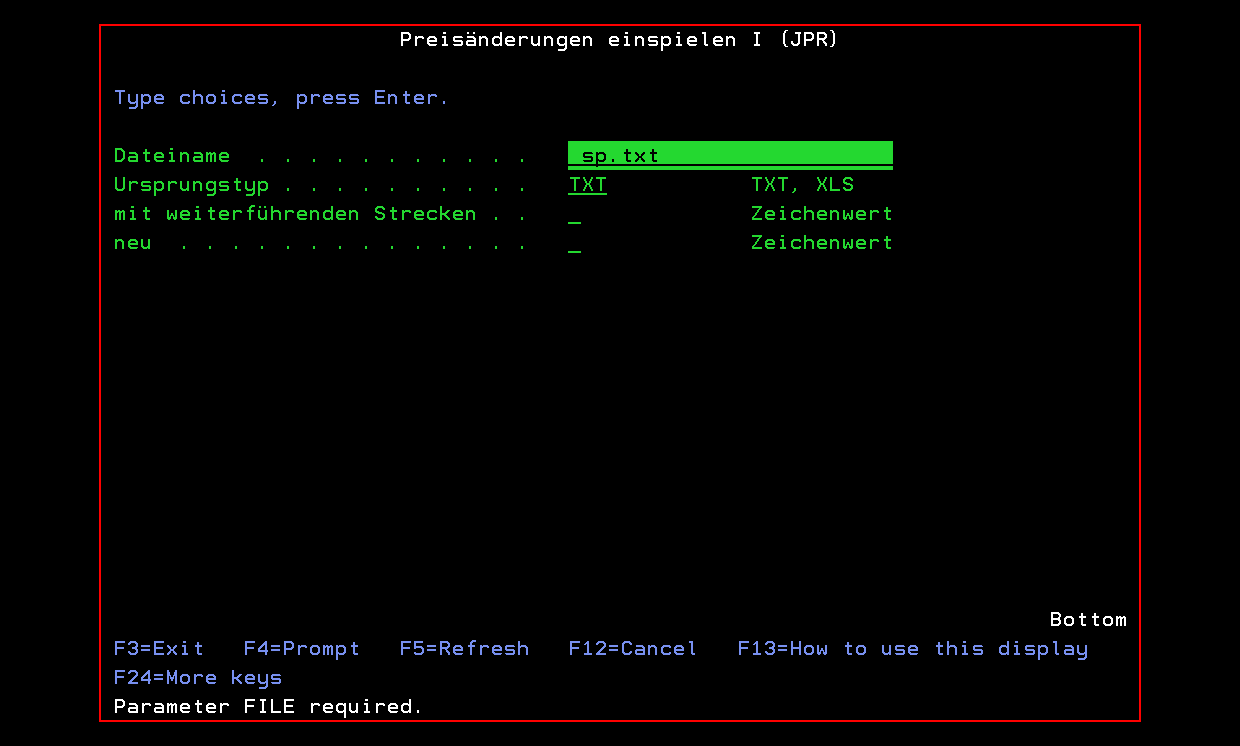 Preisänderungen einspielen I (JPR)
Type choices, press Enter.
Dateiname . . . . . . . . . . . sp.txt
Ursprungstyp . . . . . . . . . . TXT TXT, XLS
mit weiterführenden Strecken . . _ Zeichenwert
neu . . . . . . . . . . . . . . _ Zeichenwert
Bottom
F3=Exit F4=Prompt F5=Refresh F12=Cancel F13=How to use this display
F24=More keys
Parameter FILE required.